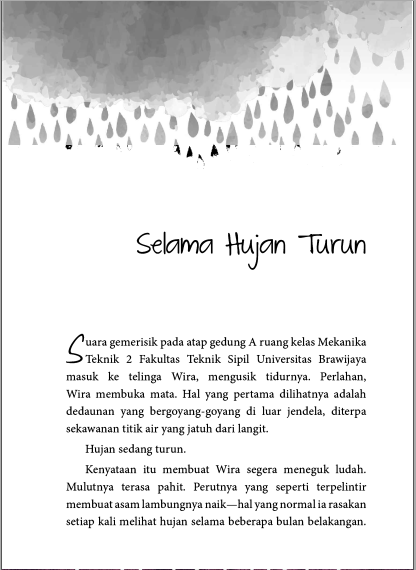 Selama Hujan Turun
Suara gemerisik pada atap gedung A ruang kelas Mekanika
Teknik 2 Fakultas Teknik Sipil Universitas Brawijaya
masuk ke telinga Wira, mengusik tidurnya. Perlahan,
Wira membuka mata. Hal yang pertama dilihatnya adalah
dedaunan yang bergoyang-goyang di luar jendela, diterpa
sekawanan titik air yang jatuh dari langit.
Hujan sedang turun.
Kenyataan itu membuat Wira segera meneguk ludah.
Mulutnya terasa pahit. Perutnya yang seperti terpelintir
membuat asam lambungnya naik—hal yang normal ia rasakan
setiap kali melihat hujan selama beberapa bulan belakangan.